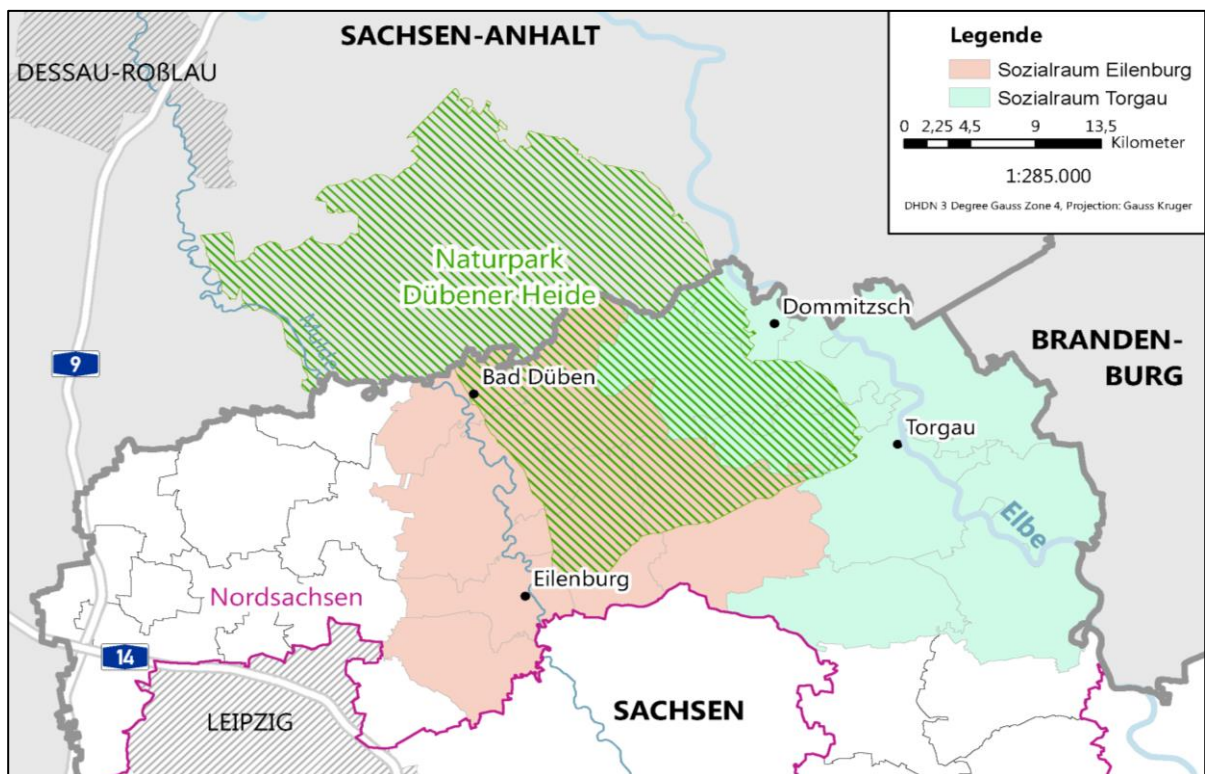 SACHSEN-ANHALT
DESSAU-ROßLAU
Legende
Sozialraum Eilenburg
Sozialraum Torgau
0 2,25 4,5 9 13,5
Kilometer
1:285.000
DHDN 3 Degree Gauss Zone 4, Projection: Gauss Kruger
Naturpark
Dübener Heide
Mulde
Dommitzsch
BRANDEN-
BURG
9
Bad Düben
Torgau
Elbe
Eilenburg
Nordsachsen
14
SACHSEN
LEIPZIG